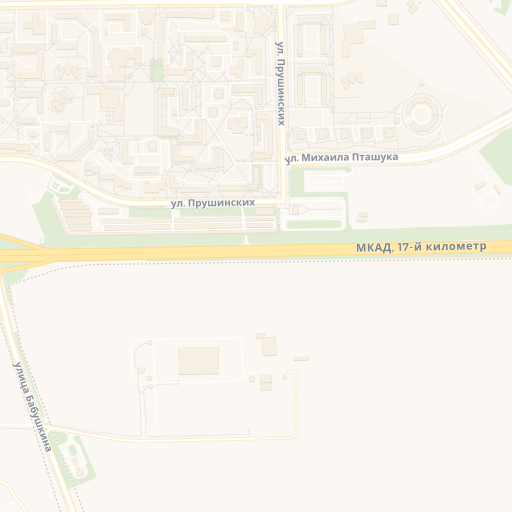 ул. Прушинских
ул. Михаила Пташука
ул. Прушинских
МКАД, 17-й километр
улица Бабушкина